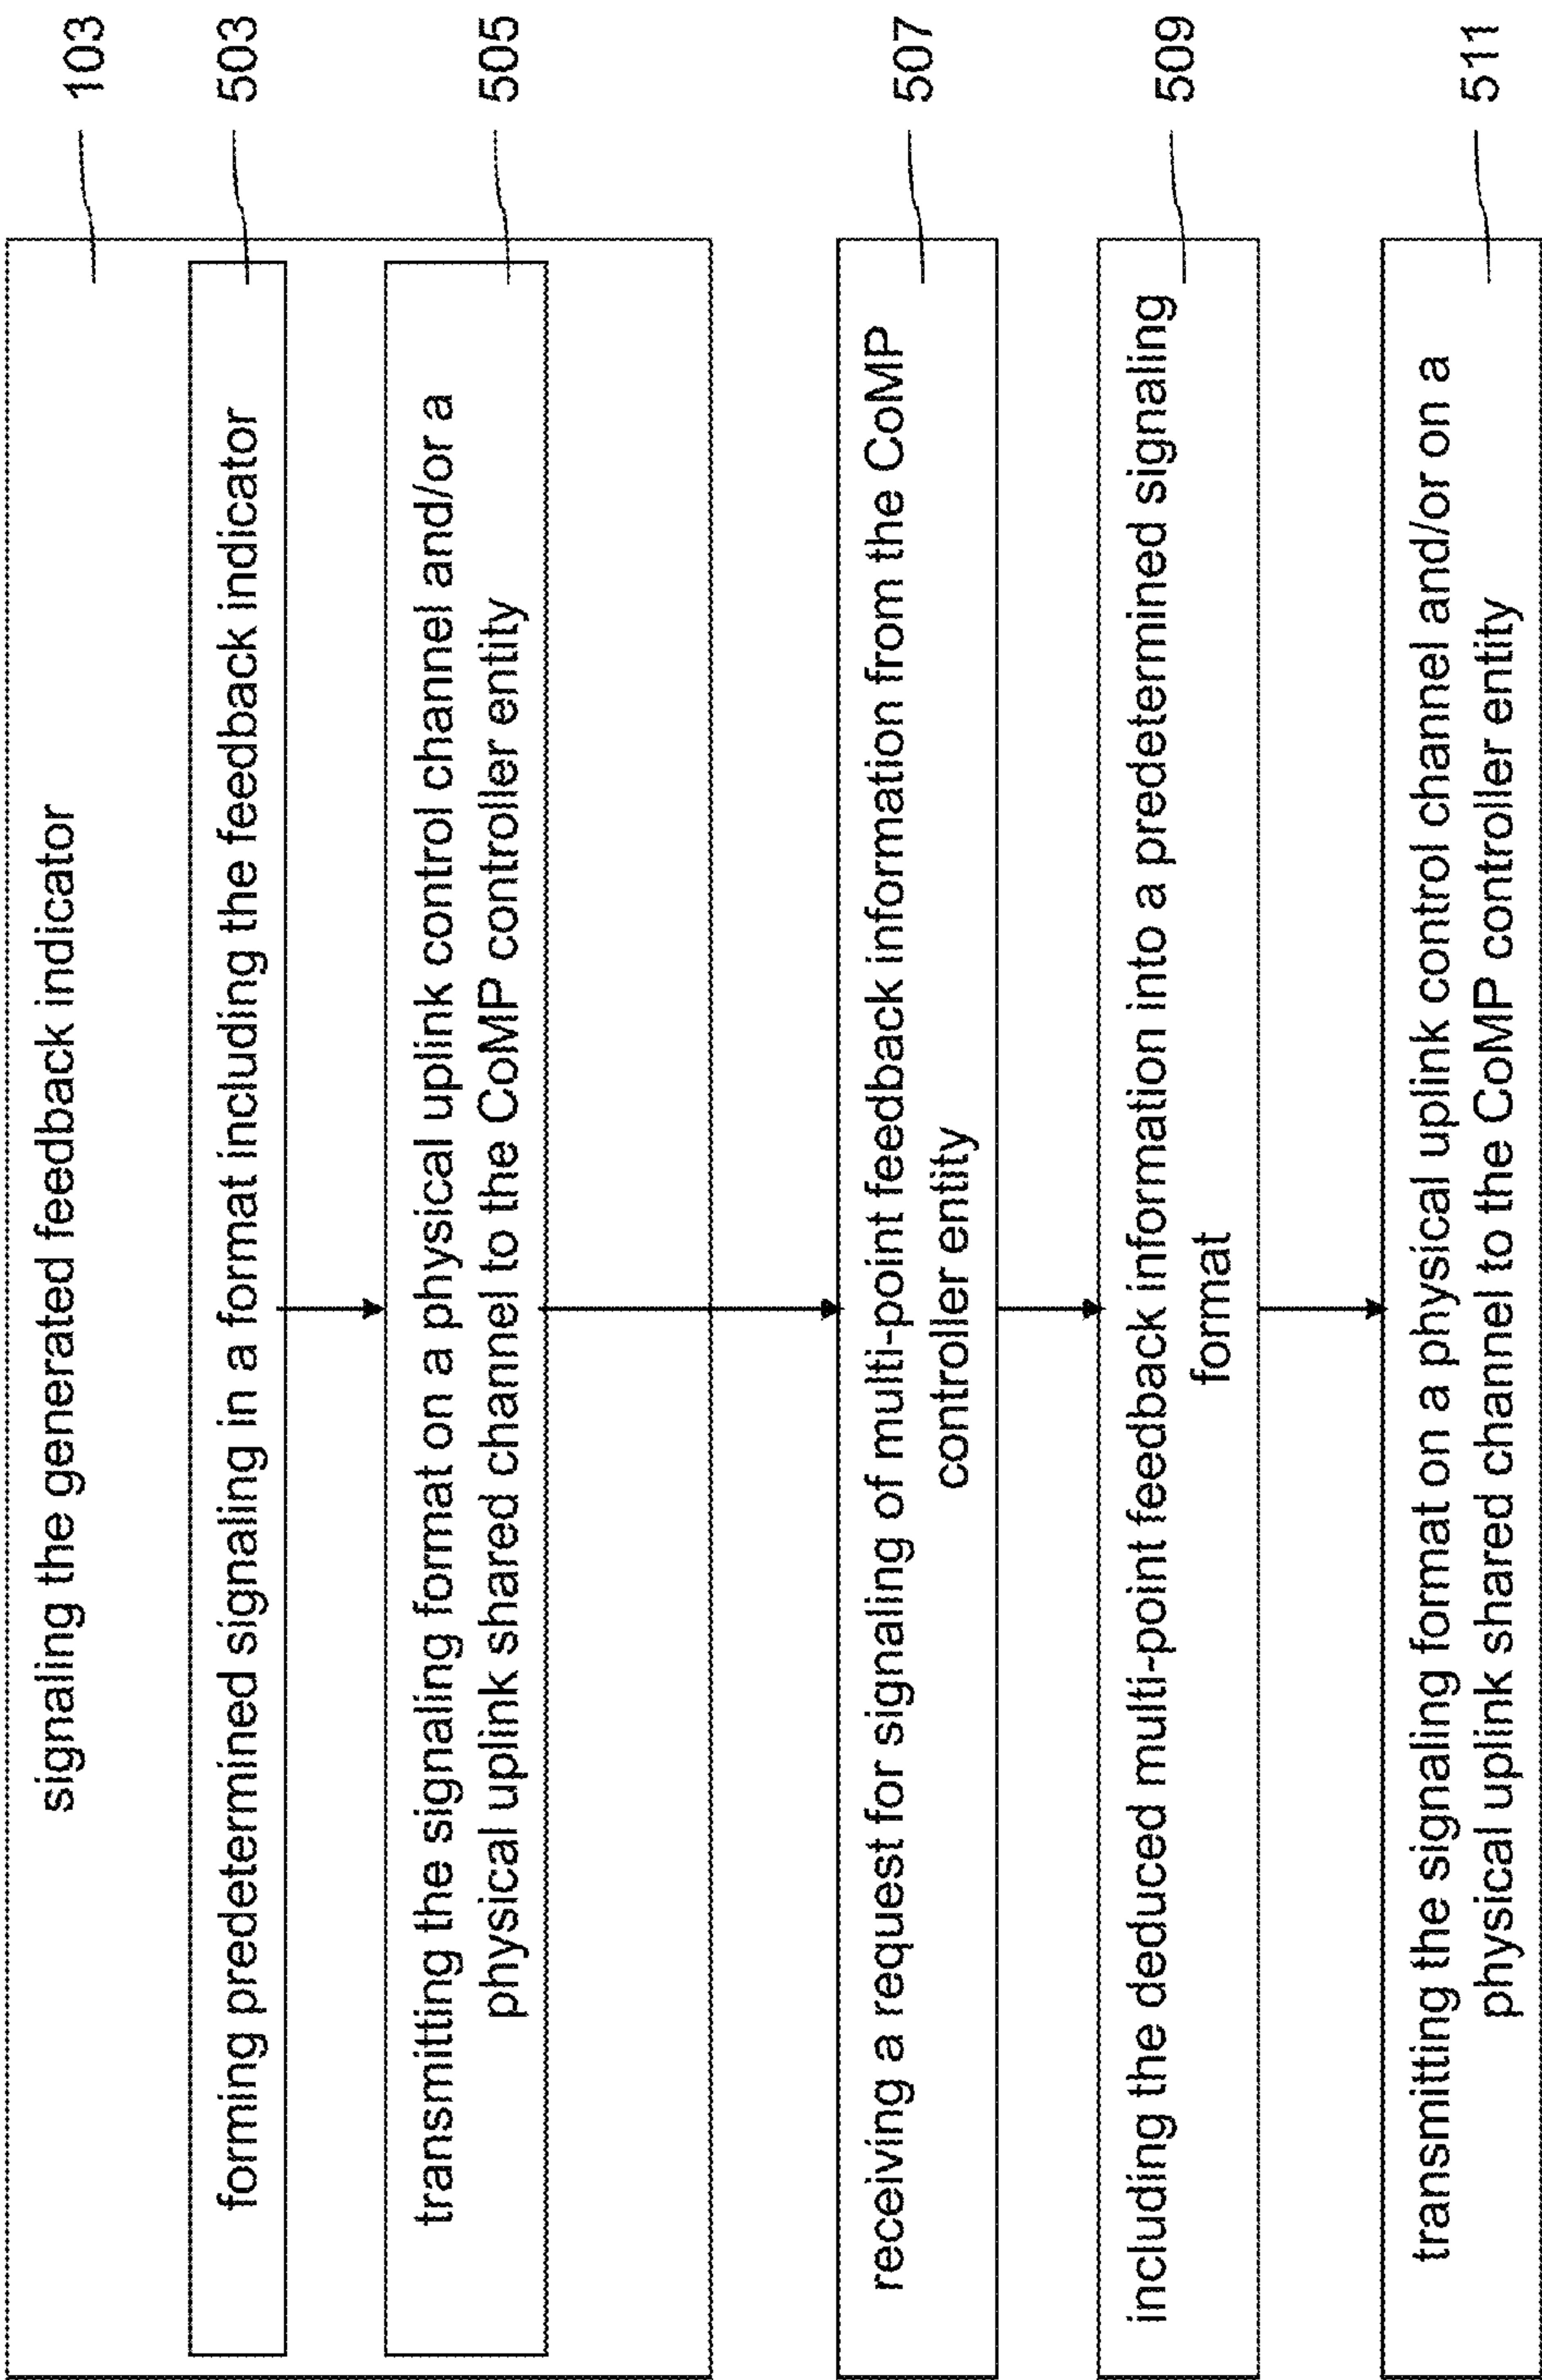 signaling the generated feedback indicator
103
forming predetermined signaling in a format including the feedback indicator
503
transmitting the signaling format on a physical uplink control channel and/or a
physical uplink shared channel to the CoMP controller entity
505
receiving a request for signaling of multi-point feedback information from the CoMP
controller entity
507
including the deduced multi-point feedback information into a predetermined signaling
format
509
transmitting the signaling format on a physical uplink control channel and/or on a
physical uplink shared channel to the CoMP controller entity
511